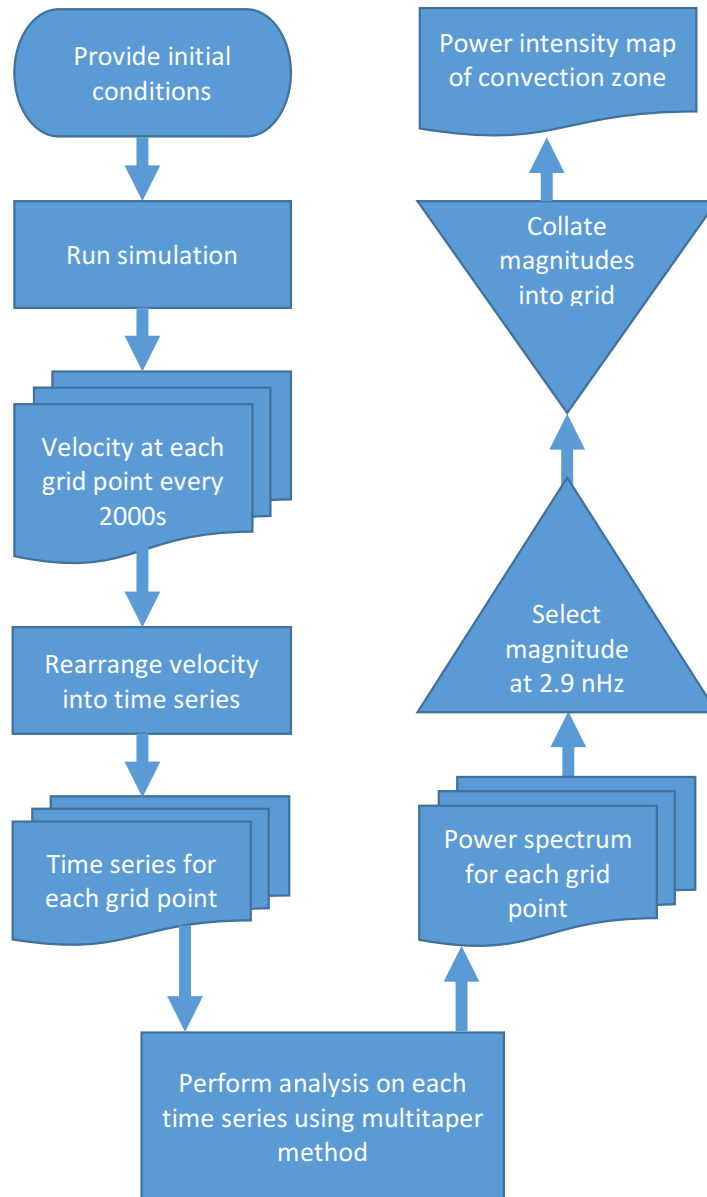 Provide initial
conditions
Run simulation
Velocity at each
grid point every
2000s
Rearrange velocity
into time series
Time series for
each grid point
Perform analysis on each
time series using multitaper
method
Power spectrum
for each grid
point
Select
magnitude
at 2.9 nHz
Collate
magnitudes
into grid
Power intensity map
of convection zone